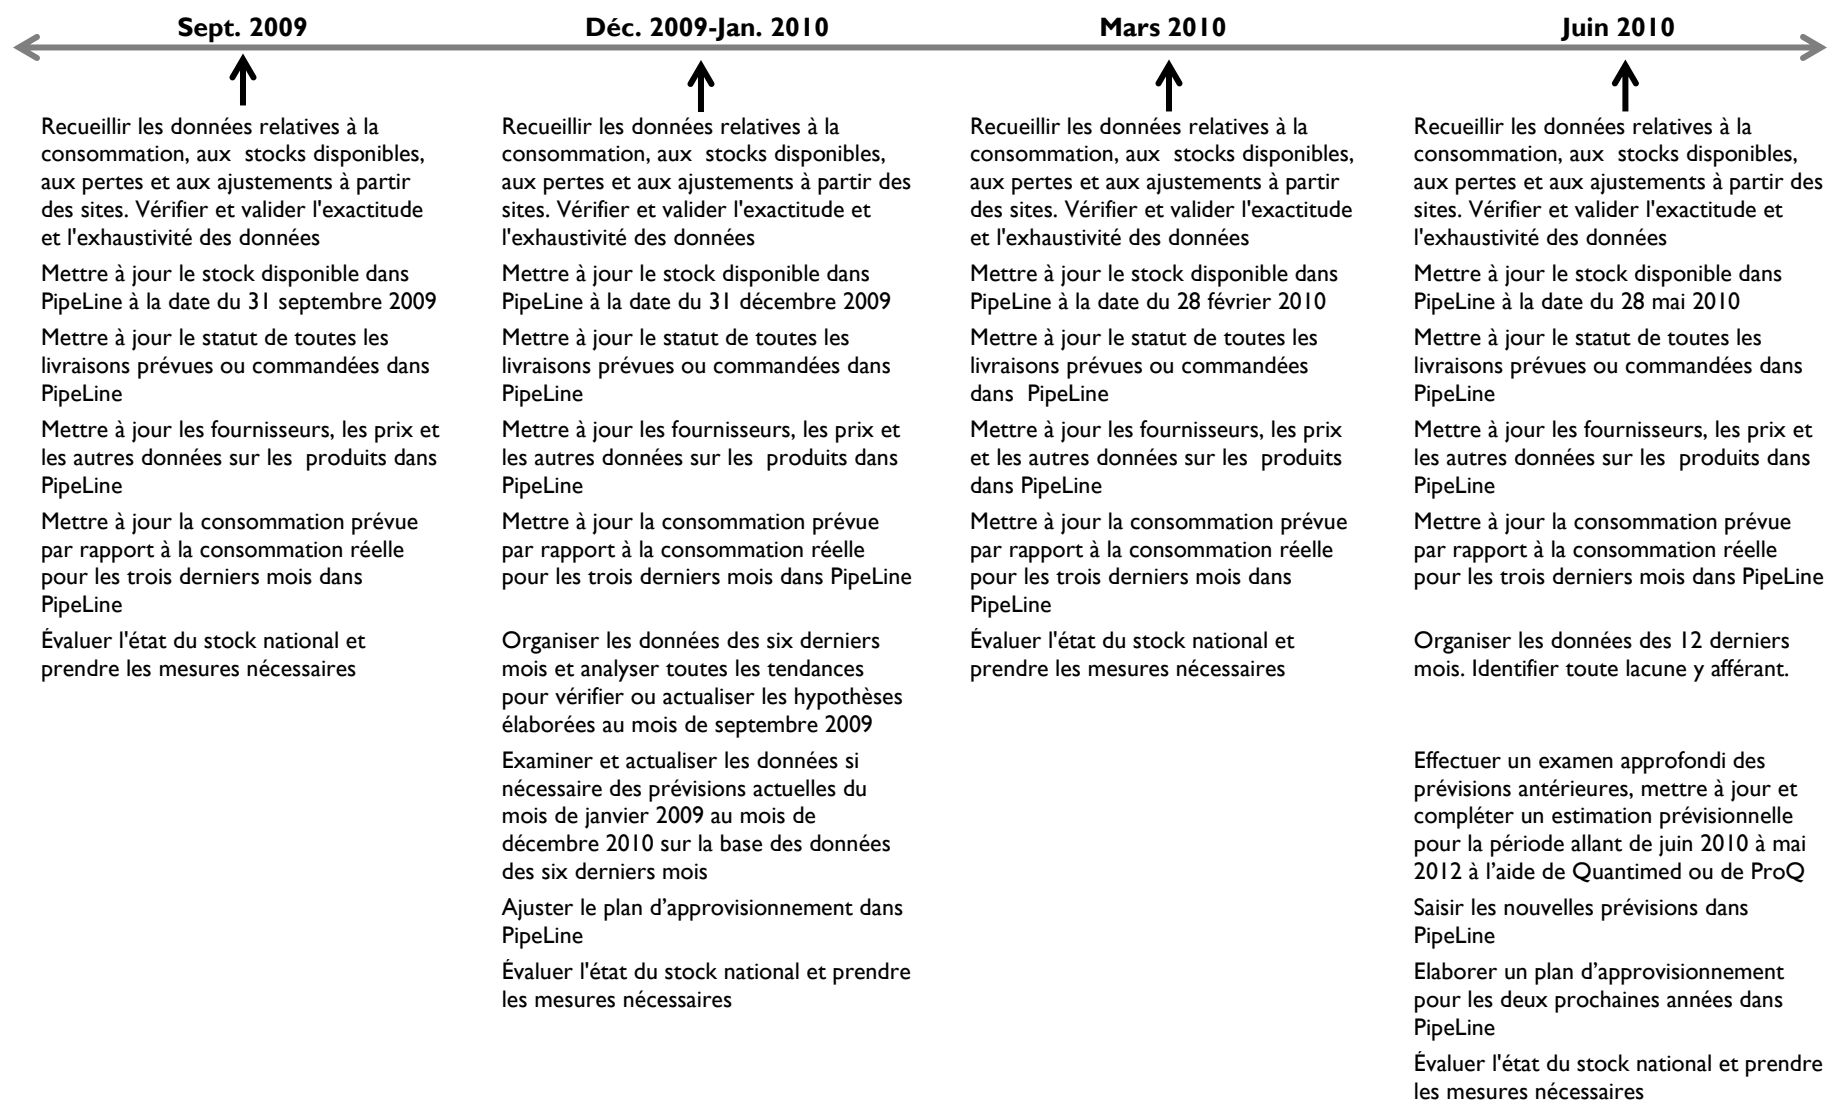 Sept. 2009
Déc. 2009-Jan. 2010
Mars 2010
Juin 2010
Recueillir les données relatives à la
consommation, aux stocks disponibles,
aux pertes et aux ajustements à partir
des sites. Vérifier et valider l'exactitude
et l'exhaustivité des données
Mettre à jour le stock disponible dans
PipeLine à la date du 31 septembre 2009
Mettre à jour le statut de toutes les
livraisons prévues ou commandées dans
PipeLine
Mettre à jour les fournisseurs, les prix et
les autres données sur les produits dans
PipeLine
Mettre à jour la consommation prévue
par rapport à la consommation réelle
pour les trois derniers mois dans
PipeLine
Évaluer l'état du stock national et
prendre les mesures nécessaires
Recueillir les données relatives à la
consommation, aux stocks disponibles,
aux pertes et aux ajustements à partir des
sites. Vérifier et valider l'exactitude et
l'exhaustivité des données
Mettre à jour le stock disponible dans
PipeLine à la date du 31 décembre 2009
Mettre à jour le statut de toutes les
livraisons prévues ou commandées dans
PipeLine
Mettre à jour les fournisseurs, les prix et
les autres données sur les produits dans
PipeLine
Mettre à jour la consommation prévue
par rapport à la consommation réelle
pour les trois derniers mois dans PipeLine
Organiser les données des six derniers
mois et analyser toutes les tendances
pour vérifier ou actualiser les hypothèses
élaborées au mois de septembre 2009
Examiner et actualiser les données si
nécessaire des prévisions actuelles du
mois de janvier 2009 au mois de
décembre 2010 sur la base des données
des six derniers mois
Ajuster le plan d’approvisionnement dans
PipeLine
Évaluer l'état du stock national et prendre
les mesures nécessaires
Recueillir les données relatives à la
consommation, aux stocks disponibles,
aux pertes et aux ajustements à partir
des sites. Vérifier et valider l'exactitude
et l'exhaustivité des données
Mettre à jour le stock disponible dans
PipeLine à la date du 28 février 2010
Mettre à jour le statut de toutes les
livraisons prévues ou commandées
dans PipeLine
Mettre à jour les fournisseurs, les prix
et les autres données sur les produits
dans PipeLine
Mettre à jour la consommation prévue
par rapport à la consommation réelle
pour les trois derniers mois dans
PipeLine
Évaluer l'état du stock national et
prendre les mesures nécessaires
Recueillir les données relatives à la
consommation, aux stocks disponibles,
aux pertes et aux ajustements à partir des
sites. Vérifier et valider l'exactitude et
l'exhaustivité des données
Mettre à jour le stock disponible dans
PipeLine à la date du 28 mai 2010
Mettre à jour le statut de toutes les
livraisons prévues ou commandées dans
PipeLine
Mettre à jour les fournisseurs, les prix et
les autres données sur les produits dans
PipeLine
Mettre à jour la consommation prévue
par rapport à la consommation réelle
pour les trois derniers mois dans PipeLine
Organiser les données des 12 derniers
mois. Identifier toute lacune y afférant.
Effectuer un examen approfondi des
prévisions antérieures, mettre à jour et
compléter un estimation prévisionnelle
pour la période allant de juin 2010 à mai
2012 à l’aide de Quantimed ou de ProQ
Saisir les nouvelles prévisions dans
PipeLine
Elaborer un plan d’approvisionnement
pour les deux prochaines années dans
PipeLine
Évaluer l'état du stock national et prendre
les mesures nécessaires